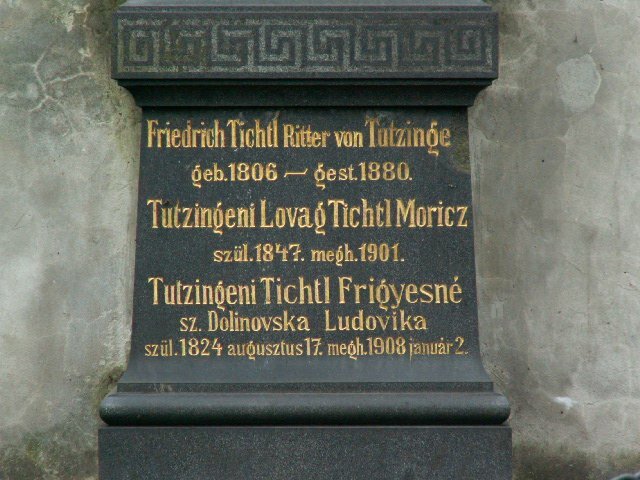 Friedrich Tichtl Ritter von Tutzinge
geb. 1806 — gest. 1880.
Tutzingeni Lovag Tichtl Moricz
szül. 1847. megh. 1901.
Tutzingeni Tichtl Frigyesné
sz. Dolinovska Ludovika
szül. 1824 augusztus 17. megh. 1908 január 2.